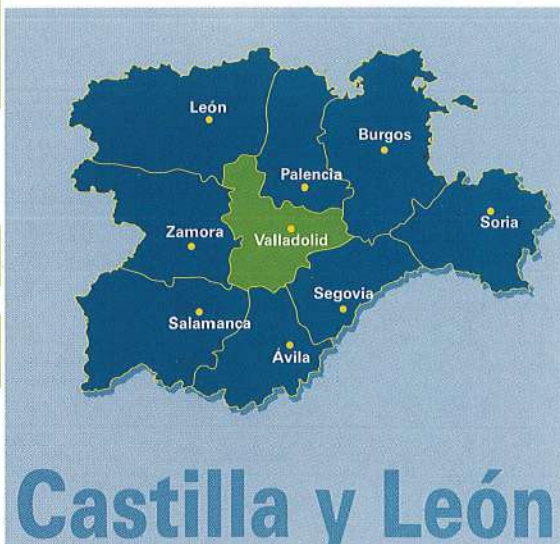 León
Burgos
Palencia
Soria
Zamora
Valladolid
Segovia
Salamanca
Ávila
Castilla y León